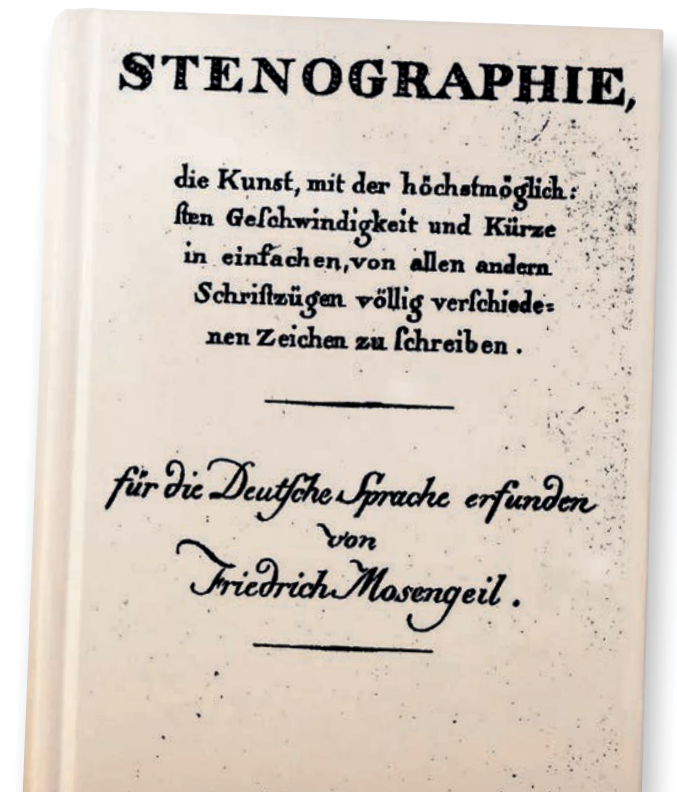 STENOGRAPHIE,
die Kunst, mit der höchstmöglich:
ſten Geſchwindigkeit und Kürze
in einfachen, von allen andern
Schriftzügen völlig verſchiede=
nen Zeichen zu ſchreiben.
für die Deutſche Sprache erfunden
von
Friedrich Mosengeil.